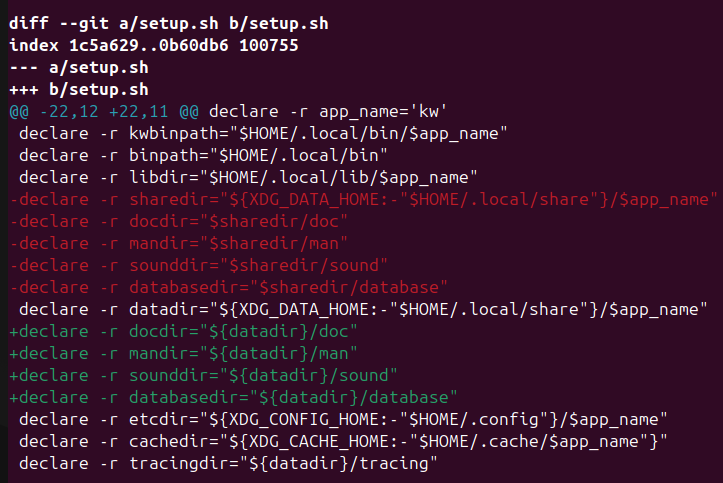 diff --git a/setup.sh b/setup.sh
index 1c5a629..0b60db6 100755
--- a/setup.sh
+++ b/setup.sh
@@ -22,12 +22,11 @@ declare -r app_name='kw'
 declare -r kwbinpath="$HOME/.local/bin/$app_name"
 declare -r binpath="$HOME/.local/bin"
 declare -r libdir="$HOME/.local/lib/$app_name"
-declare -r sharedir="${XDG_DATA_HOME:-"$HOME/.local/share"}/$app_name"
-declare -r docdir="$sharedir/doc"
-declare -r mandir="$sharedir/man"
-declare -r sounddir="$sharedir/sound"
-declare -r databasedir="$sharedir/database"
 declare -r datadir="${XDG_DATA_HOME:-"$HOME/.local/share"}/$app_name"
+declare -r docdir="${datadir}/doc"
+declare -r mandir="${datadir}/man"
+declare -r sounddir="${datadir}/sound"
+declare -r databasedir="${datadir}/database"
 declare -r etcdir="${XDG_CONFIG_HOME:-"$HOME/.config"}/$app_name"
 declare -r cachedir="${XDG_CACHE_HOME:-"$HOME/.cache/$app_name"}"
 declare -r tracingdir="${datadir}/tracing"